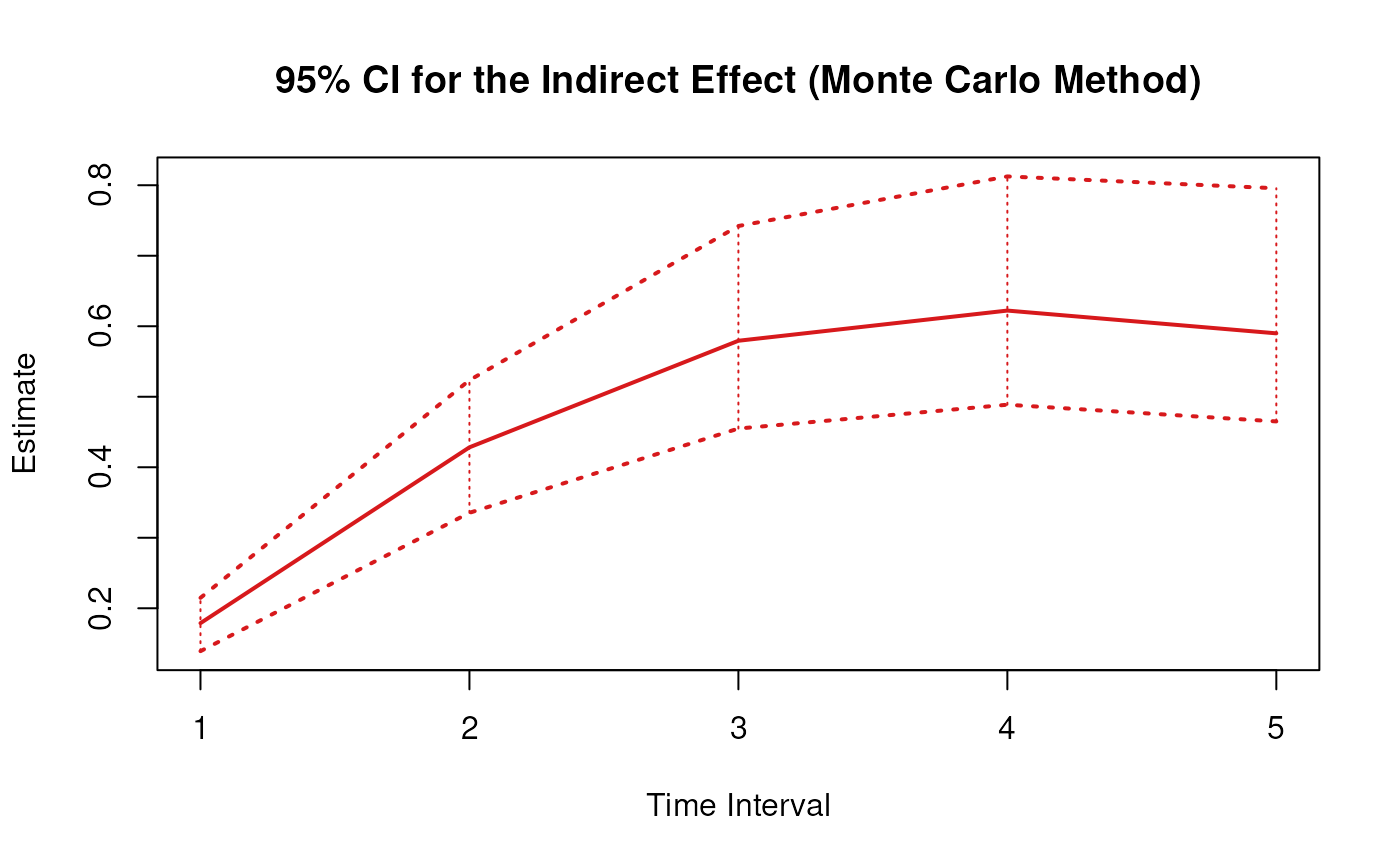 95% CI for the Indirect Effect (Monte Carlo Method)
Estimate
0.8
0.6
0.4
0.2
1 2 3 4 5
Time Interval